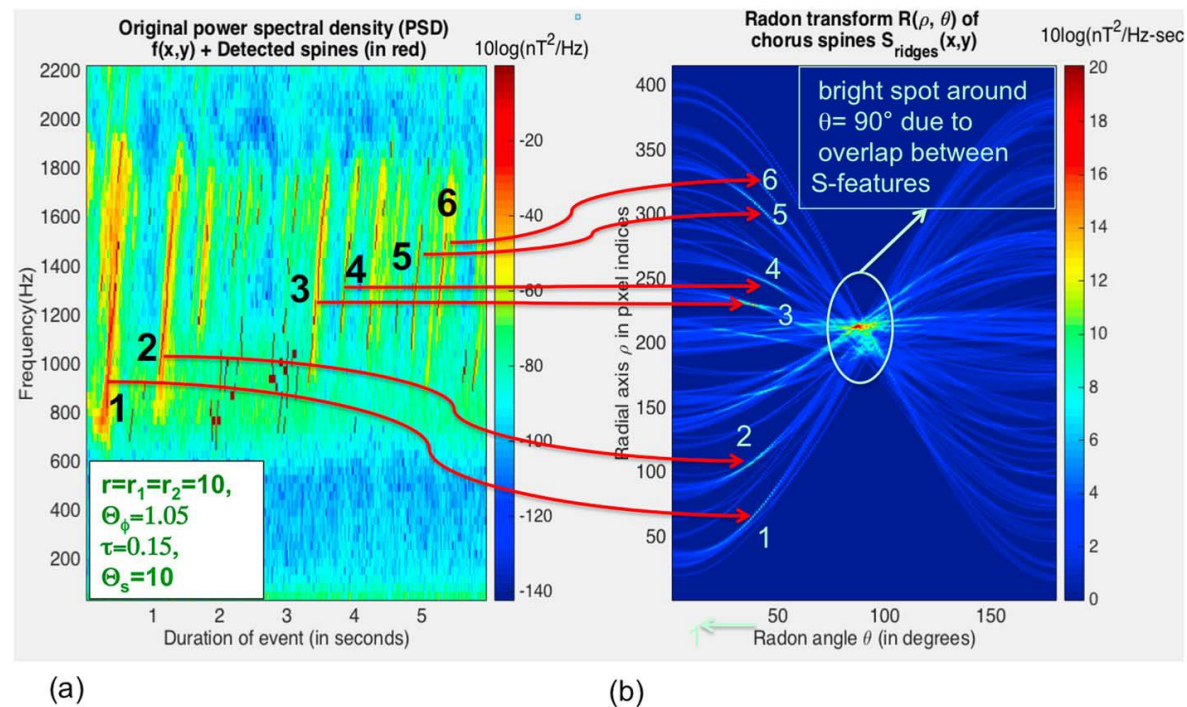 Original power spectral density (PSD)
f(x,y) + Detected spines (in red)
10log(nT²/Hz)
2200
2000
1800
1600
1400
1200
1000
800
600
400
200
Frequency(Hz)
1
2
3
4
5
6
r=r₁=r₂=10,
Θ_ϕ=1.05
τ=0.15,
Θₛ=10
1
2
3
4
5
Duration of event (in seconds)
-20
-40
-60
-80
-100
-120
-140
(a)
Radon transform R(ρ, θ) of
chorus spines S_ridges(x,y)
10log(nT²/Hz-sec
bright spot around
θ= 90° due to
overlap between
S-features
400
350
300
250
200
150
100
50
Radial axis ρ in pixel indices
6
5
4
3
2
1
50
100
150
1
Radon angle θ (in degrees)
20
18
16
14
12
10
8
6
4
2
0
(b)